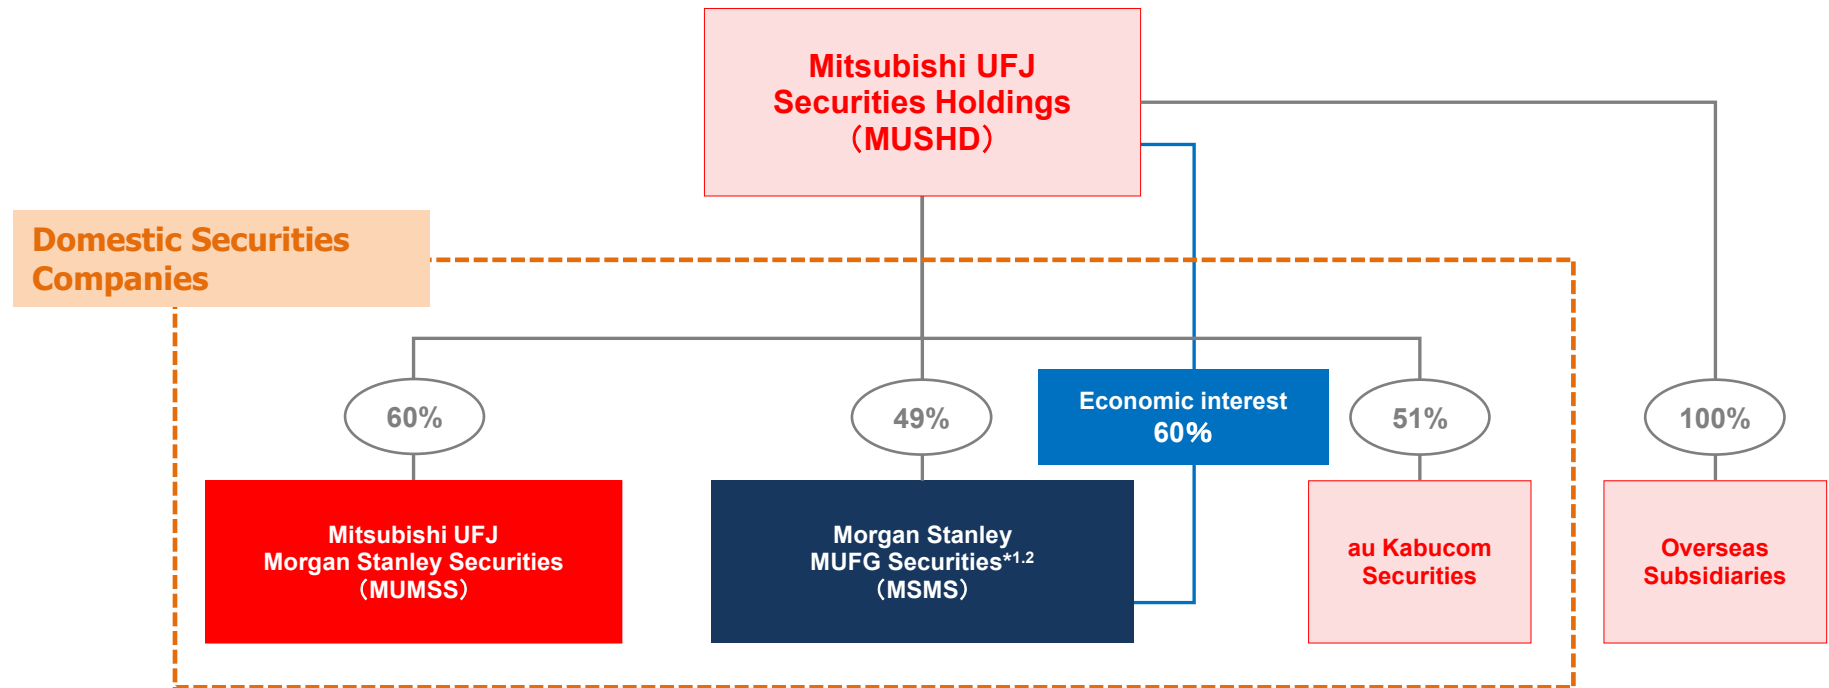 Mitsubishi UFJ
Securities Holdings
（MUSHD）
Domestic Securities
Companies
60%
49%
Economic interest
60%
51%
100%
Mitsubishi UFJ
Morgan Stanley Securities
（MUMSS）
Morgan Stanley
MUFG Securities*1.2
（MSMS）
au Kabucom
Securities
Overseas
Subsidiaries